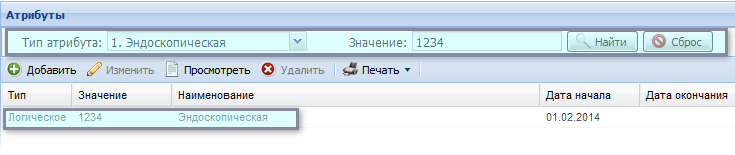 Атрибуты
Тип атрибута: 1. Эндоскопическая Значение: 1234 Найти Сброс
Добавить Изменить Просмотреть Удалить Печать
Тип Значение Наименование Дата начала Дата окончания
Логическое 1234 Эндоскопическая 01.02.2014